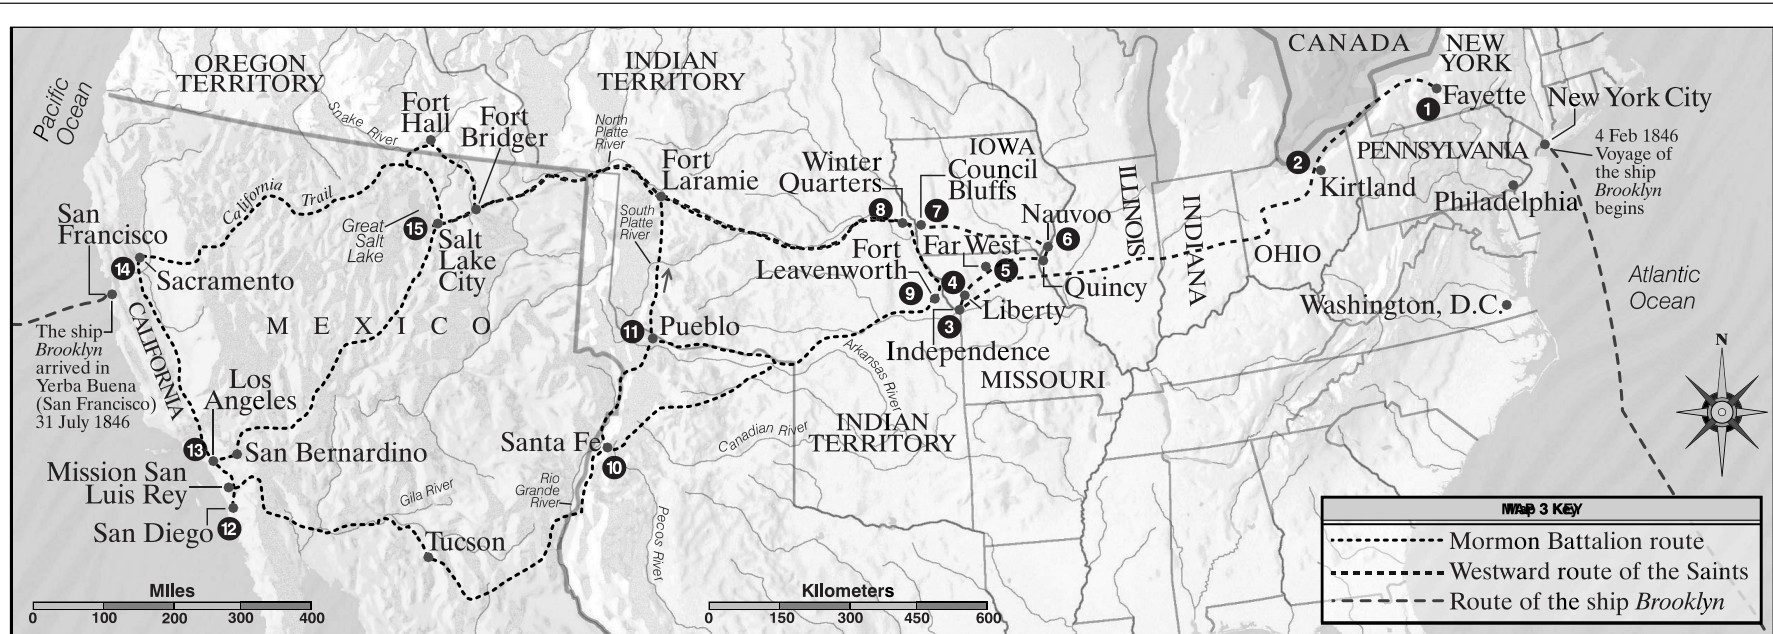 CANADA
NEW
YORK
OREGON
TERRITORY
INDIAN
TERRITORY
Pacific
Ocean
Fort
Hall
Snake River
Fort
Bridger
North
Platte
River
Fort
Laramie
Winter
Quarters
IOWA
Council
Bluffs
1
Fayette
New York City
4 Feb 1846
Voyage of
the ship
Brooklyn
begins
PENNSYLVANIA
2
Kirtland
Philadelphia
ILLINOIS
INDIANA
OHIO
California Trail
San
Francisco
Great
Salt
Lake
15
Salt
Lake
City
South
Platte
River
8
7
Nauvoo
6
Far West
5
Fort
Leavenworth
4
9
Quincy
Liberty
3
Independence
MISSOURI
Washington, D.C.
Atlantic
Ocean
14
Sacramento
The ship
Brooklyn
arrived in
Yerba Buena
(San Francisco)
31 July 1846
CALIFORNIA
MEXICO
11
Pueblo
Arkansas River
N
Los
Angeles
13
San Bernardino
Mission San
Luis Rey
San Diego
12
Gila River
Tucson
Santa Fe
10
Rio
Grande
River
Pecos River
Canadian River
INDIAN
TERRITORY
MAP 3 KEY
Mormon Battalion route
Westward route of the Saints
Route of the ship Brooklyn
MIles
0 100 200 300 400
KIlometers
0 150 300 450 600